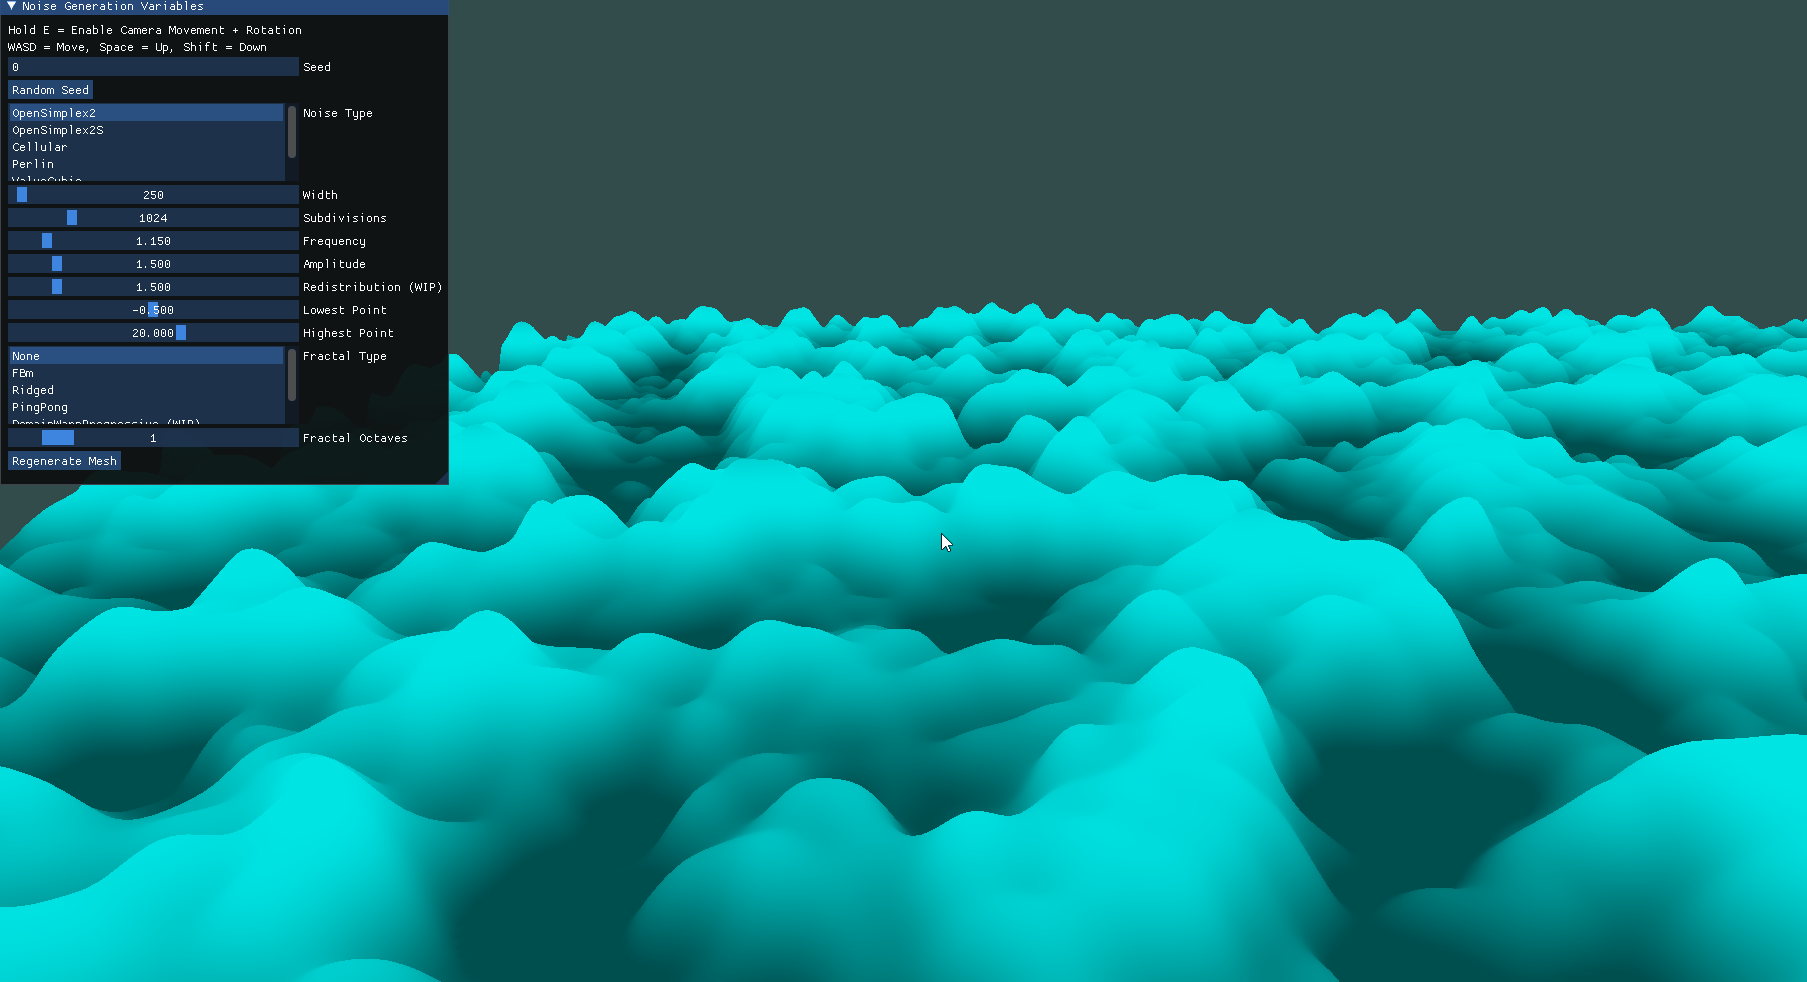 Noise Generation Variables
Hold E = Enable Camera Movement + Rotation
WASD = Move, Space = Up, Shift = Down
0 Seed
Random Seed
OpenSimplex2 Noise Type
OpenSimplex2S
Cellular
Perlin
ValueCubic
250 Width
1024 Subdivisions
1.150 Frequency
1.500 Amplitude
1.500 Redistribution (WIP)
-0.500 Lowest Point
20.000 Highest Point
None Fractal Type
FBm
Ridged
PingPong
DomainWarpProgressive (WIP)
1 Fractal Octaves
Regenerate Mesh